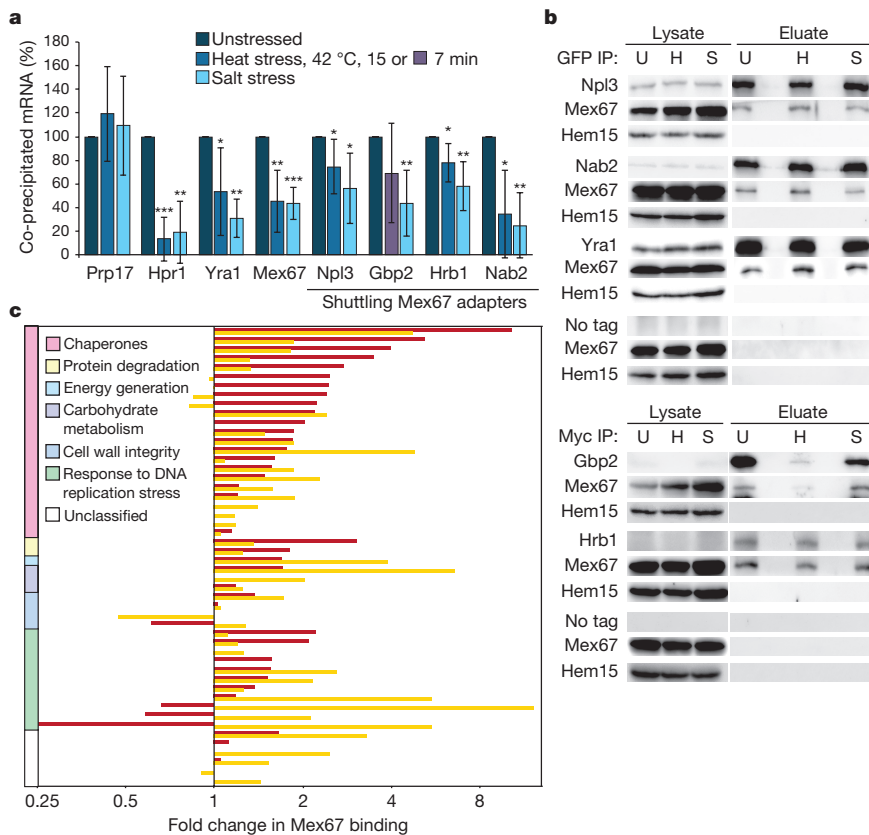 a
Co-precipitated mRNA (%)
180
160
140
120
100
80
60
40
20
0
Unstressed
Heat stress, 42 °C, 15 or 7 min
Salt stress
*** ** * ** ** *** * * ** * ** * **
Prp17 Hpr1 Yra1 Mex67 Npl3 Gbp2 Hrb1 Nab2
Shuttling Mex67 adapters
b
Lysate Eluate
GFP IP: U H S U H S
Npl3
Mex67
Hem15
Nab2
Mex67
Hem15
Yra1
Mex67
Hem15
No tag
Mex67
Hem15
Lysate Eluate
Myc IP: U H S U H S
Gbp2
Mex67
Hem15
Hrb1
Mex67
Hem15
No tag
Mex67
Hem15
c
Chaperones
Protein degradation
Energy generation
Carbohydrate
metabolism
Cell wall integrity
Response to DNA
replication stress
Unclassified
0.25 0.5 1 2 4 8
Fold change in Mex67 binding